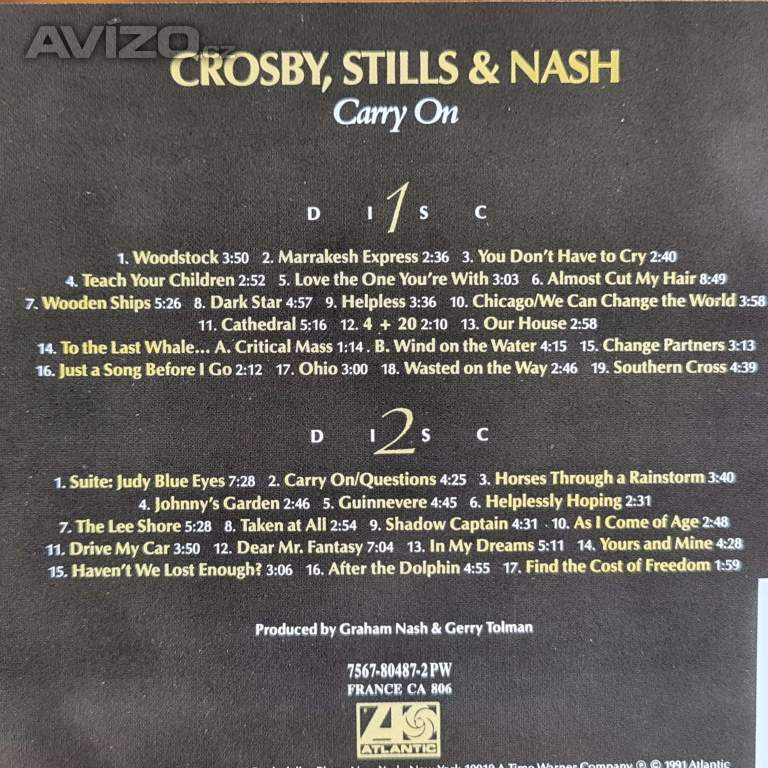 AVÍZO.cz
CROSBY, STILLS & NASH
Carry On
DISC 1
1. Woodstock 3:50 2. Marrakesh Express 2:36 3. You Don't Have to Cry 2:40
4. Teach Your Children 2:52 5. Love the One You're With 3:03 6. Almost Cut My Hair 8:49
7. Wooden Ships 5:26 8. Dark Star 4:57 9. Helpless 3:36 10. Chicago/We Can Change the World 3:58
11. Cathedral 5:16 12. 4 + 20 2:10 13. Our House 2:58
14. To the Last Whale... A. Critical Mass 1:14 . B. Wind on the Water 4:15 15. Change Partners 3:13
16. Just a Song Before I Go 2:12 17. Ohio 3:00 18. Wasted on the Way 2:46 19. Southern Cross 4:39
DISC 2
1. Suite: Judy Blue Eyes 7:28 2. Carry On/Questions 4:25 3. Horses Through a Rainstorm 3:40
4. Johnny's Garden 2:46 5. Guinnevere 4:45 6. Helplessly Hoping 2:31
7. The Lee Shore 5:28 8. Taken at All 2:54 9. Shadow Captain 4:31 10. As I Come of Age 2:48
11. Drive My Car 3:50 12. Dear Mr. Fantasy 7:04 13. In My Dreams 5:11 14. Yours and Mine 4:28
15. Haven't We Lost Enough? 3:06 16. After the Dolphin 4:55 17. Find the Cost of Freedom 1:59
Produced by Graham Nash & Gerry Tolman
7567-80487-2 PW
FRANCE CA 806
ATLANTIC
New York 10019 A Time Warner Company ℗ © 1991 Atlantic